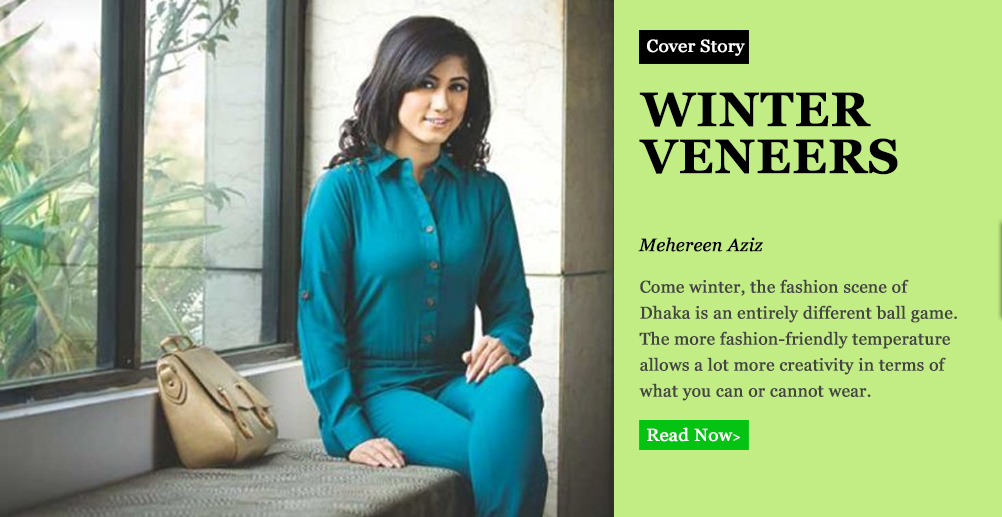 Cover Story
WINTER
VENEERS
Mehereen Aziz
Come winter, the fashion scene of
Dhaka is an entirely different ball game.
The more fashion-friendly temperature
allows a lot more creativity in terms of
what you can or cannot wear.
Read Now>